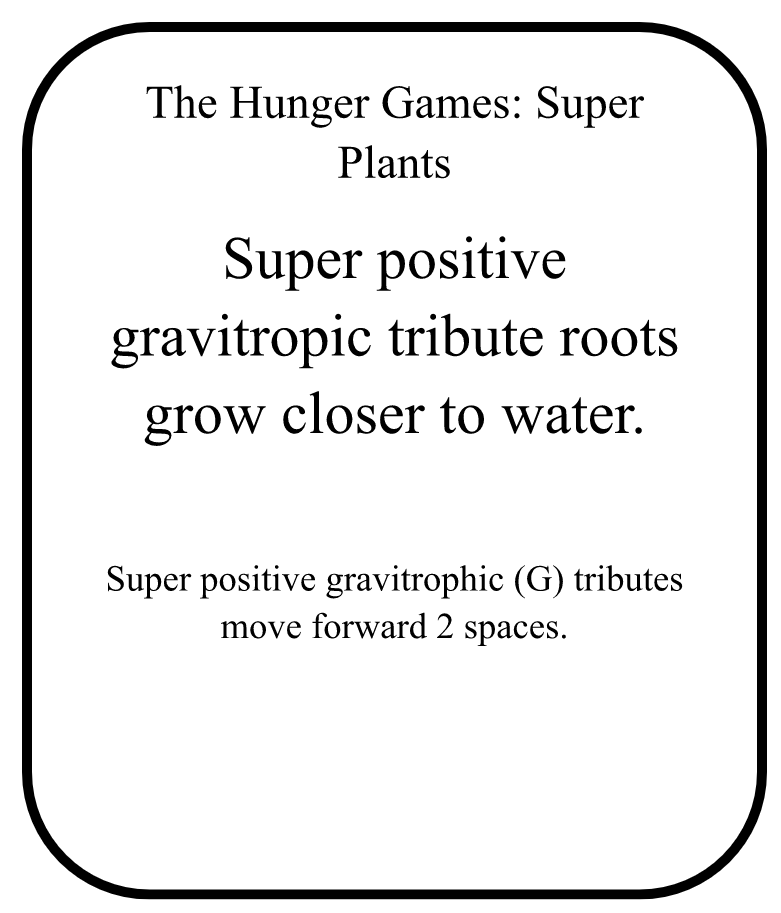 The Hunger Games: Super
Plants
Super positive
gravitropic tribute roots
grow closer to water.
Super positive gravitrophic (G) tributes
move forward 2 spaces.